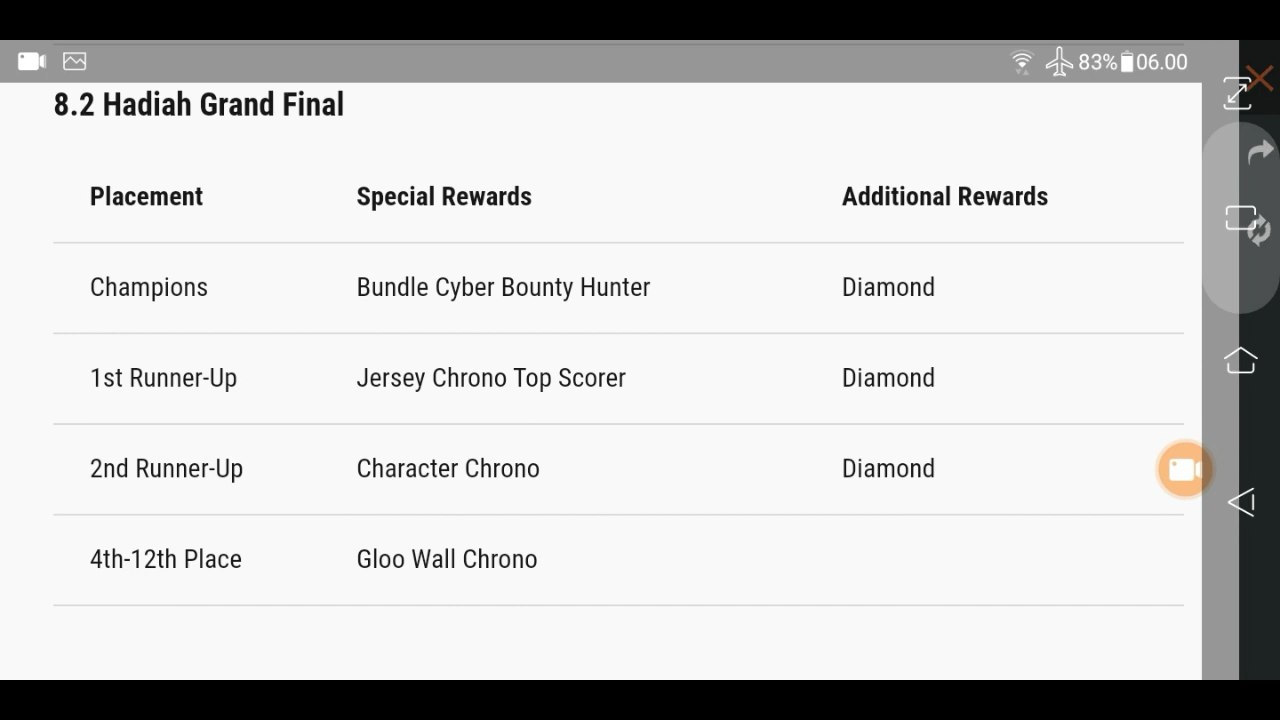 83% 06.00
8.2 Hadiah Grand Final
Placement Special Rewards Additional Rewards
Champions Bundle Cyber Bounty Hunter Diamond
1st Runner-Up Jersey Chrono Top Scorer Diamond
2nd Runner-Up Character Chrono Diamond
4th-12th Place Gloo Wall Chrono